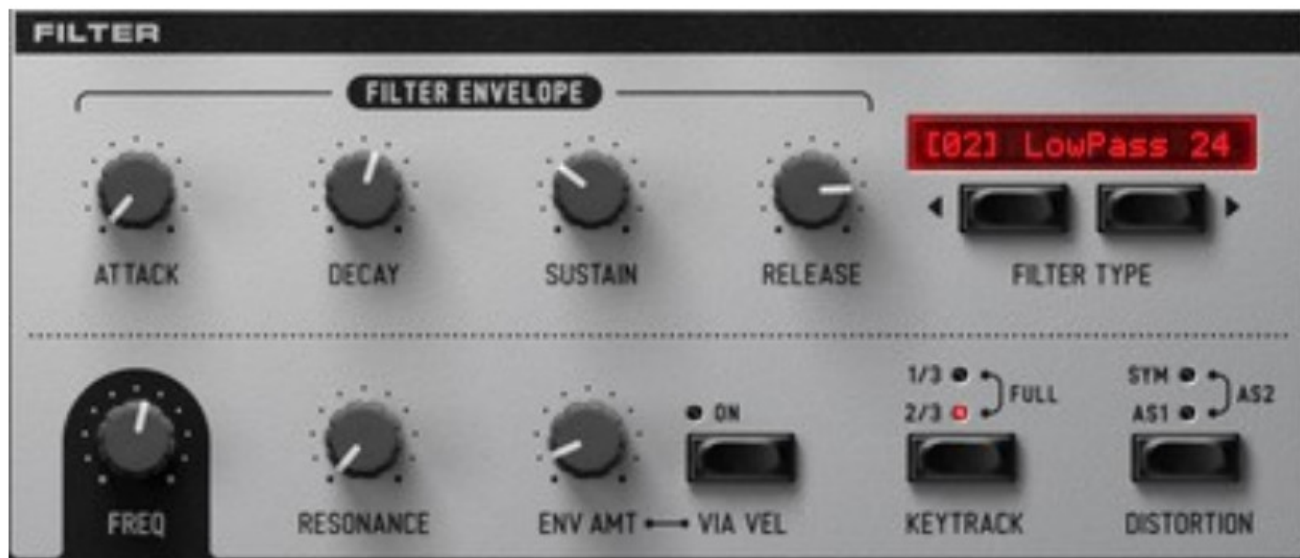 FILTER
FILTER ENVELOPE
[02] LowPass 24
ATTACK DECAY SUSTAIN RELEASE FILTER TYPE
1/3 FULL SYM AS2
ON 2/3 AS1
FREQ RESONANCE ENV AMT VIA VEL KEYTRACK DISTORTION